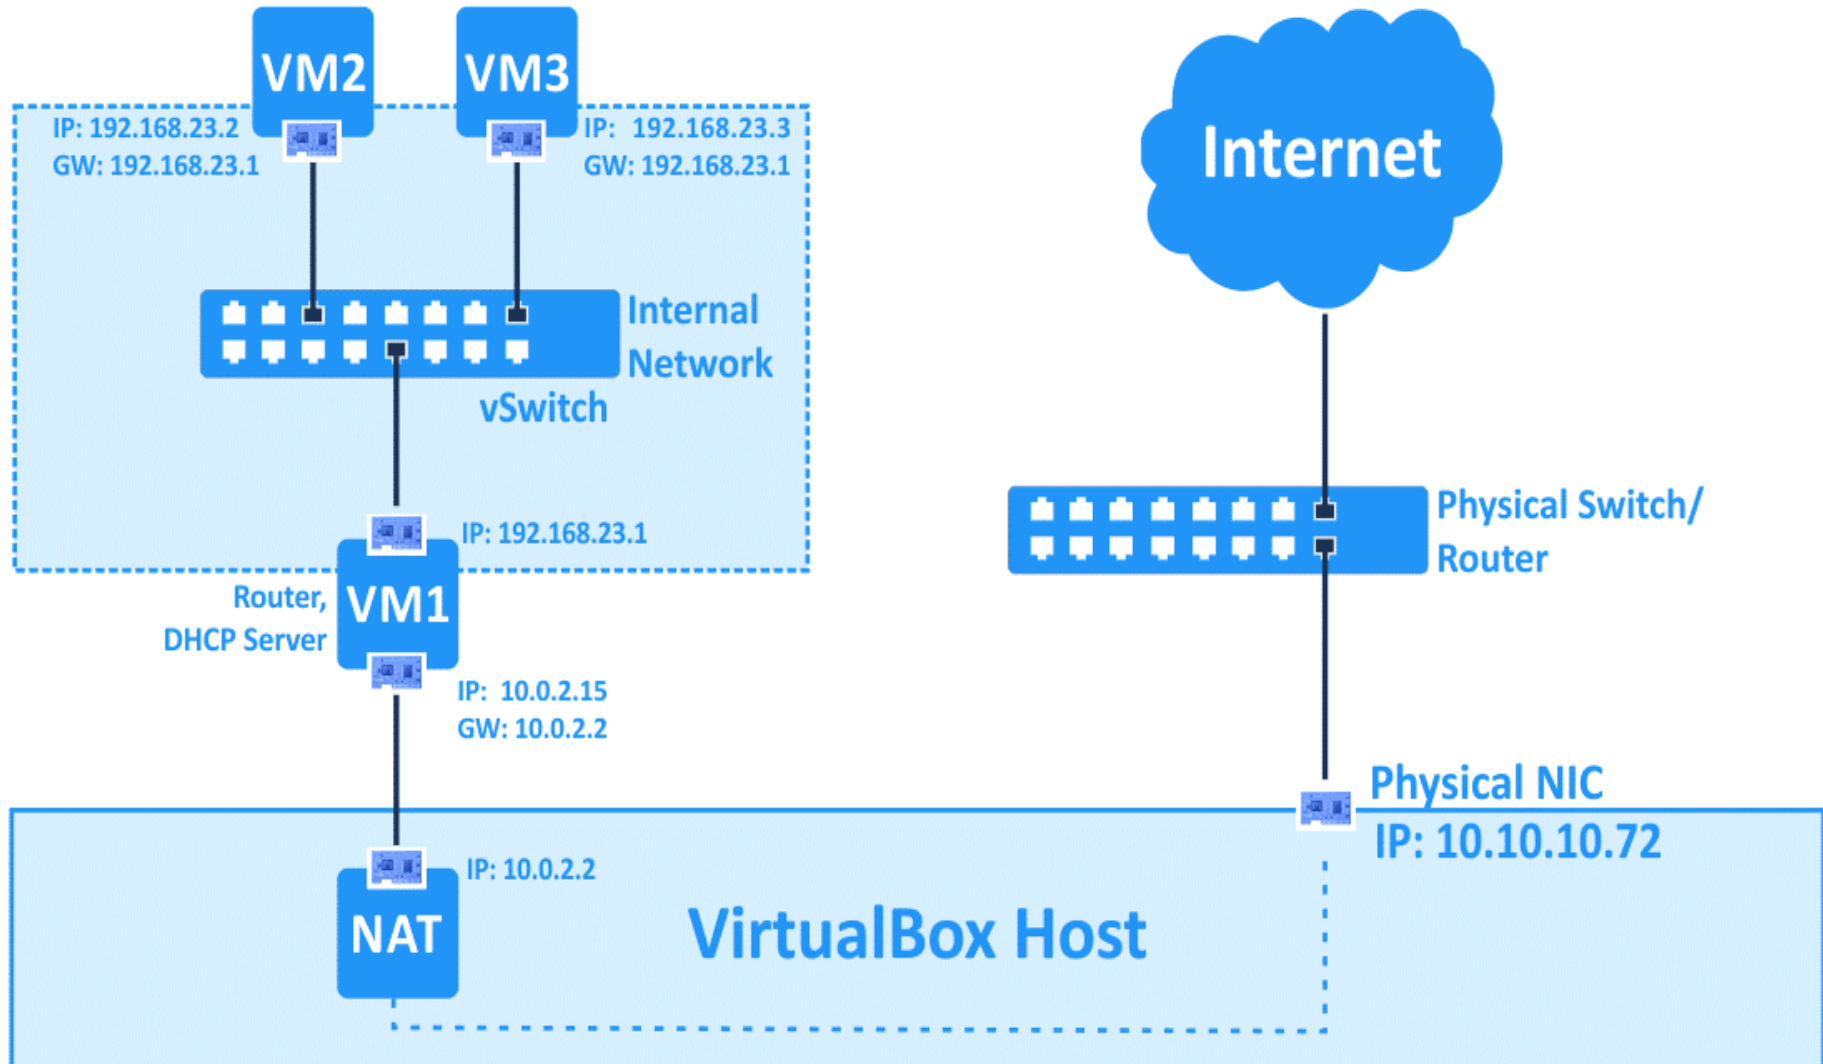 VM2
VM3
IP: 192.168.23.2
GW: 192.168.23.1
IP: 192.168.23.3
GW: 192.168.23.1
Internal
Network
vSwitch
IP: 192.168.23.1
Router,
DHCP Server
VM1
IP: 10.0.2.15
GW: 10.0.2.2
IP: 10.0.2.2
NAT
VirtualBox Host
Internet
Physical Switch/
Router
Physical NIC
IP: 10.10.10.72